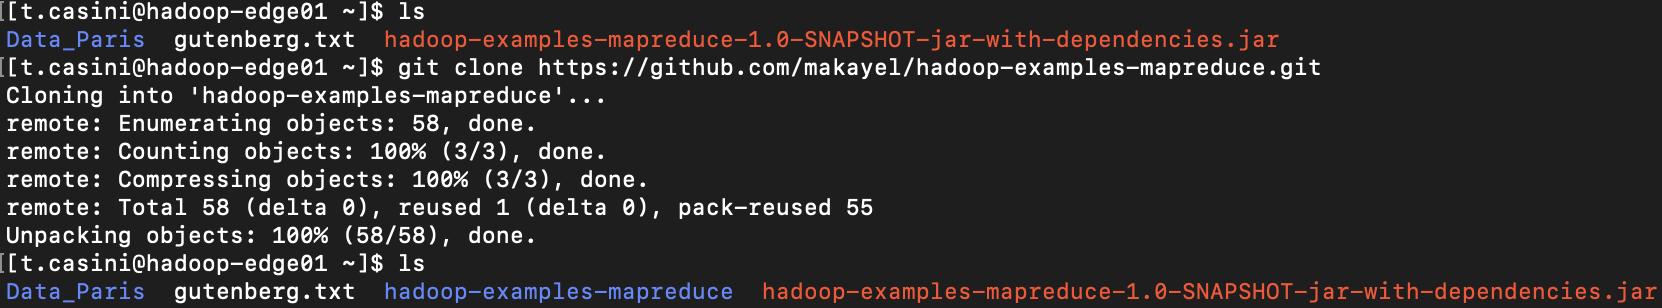 [[t.casini@hadoop-edge01 ~]$ ls
Data_Paris  gutenberg.txt  hadoop-examples-mapreduce-1.0-SNAPSHOT-jar-with-dependencies.jar
[[t.casini@hadoop-edge01 ~]$ git clone https://github.com/makayel/hadoop-examples-mapreduce.git
Cloning into 'hadoop-examples-mapreduce'...
remote: Enumerating objects: 58, done.
remote: Counting objects: 100% (3/3), done.
remote: Compressing objects: 100% (3/3), done.
remote: Total 58 (delta 0), reused 1 (delta 0), pack-reused 55
Unpacking objects: 100% (58/58), done.
[[t.casini@hadoop-edge01 ~]$ ls
Data_Paris  gutenberg.txt  hadoop-examples-mapreduce  hadoop-examples-mapreduce-1.0-SNAPSHOT-jar-with-dependencies.jar